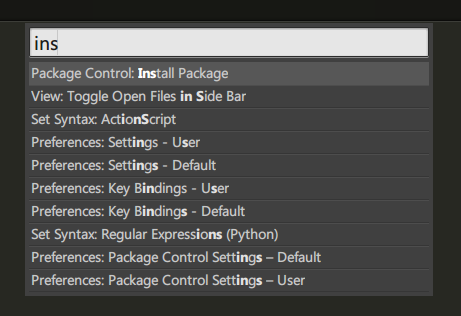 ins
Package Control: Install Package
View: Toggle Open Files in Side Bar
Set Syntax: ActionScript
Preferences: Settings - User
Preferences: Settings - Default
Preferences: Key Bindings - User
Preferences: Key Bindings - Default
Set Syntax: Regular Expressions (Python)
Preferences: Package Control Settings – Default
Preferences: Package Control Settings – User